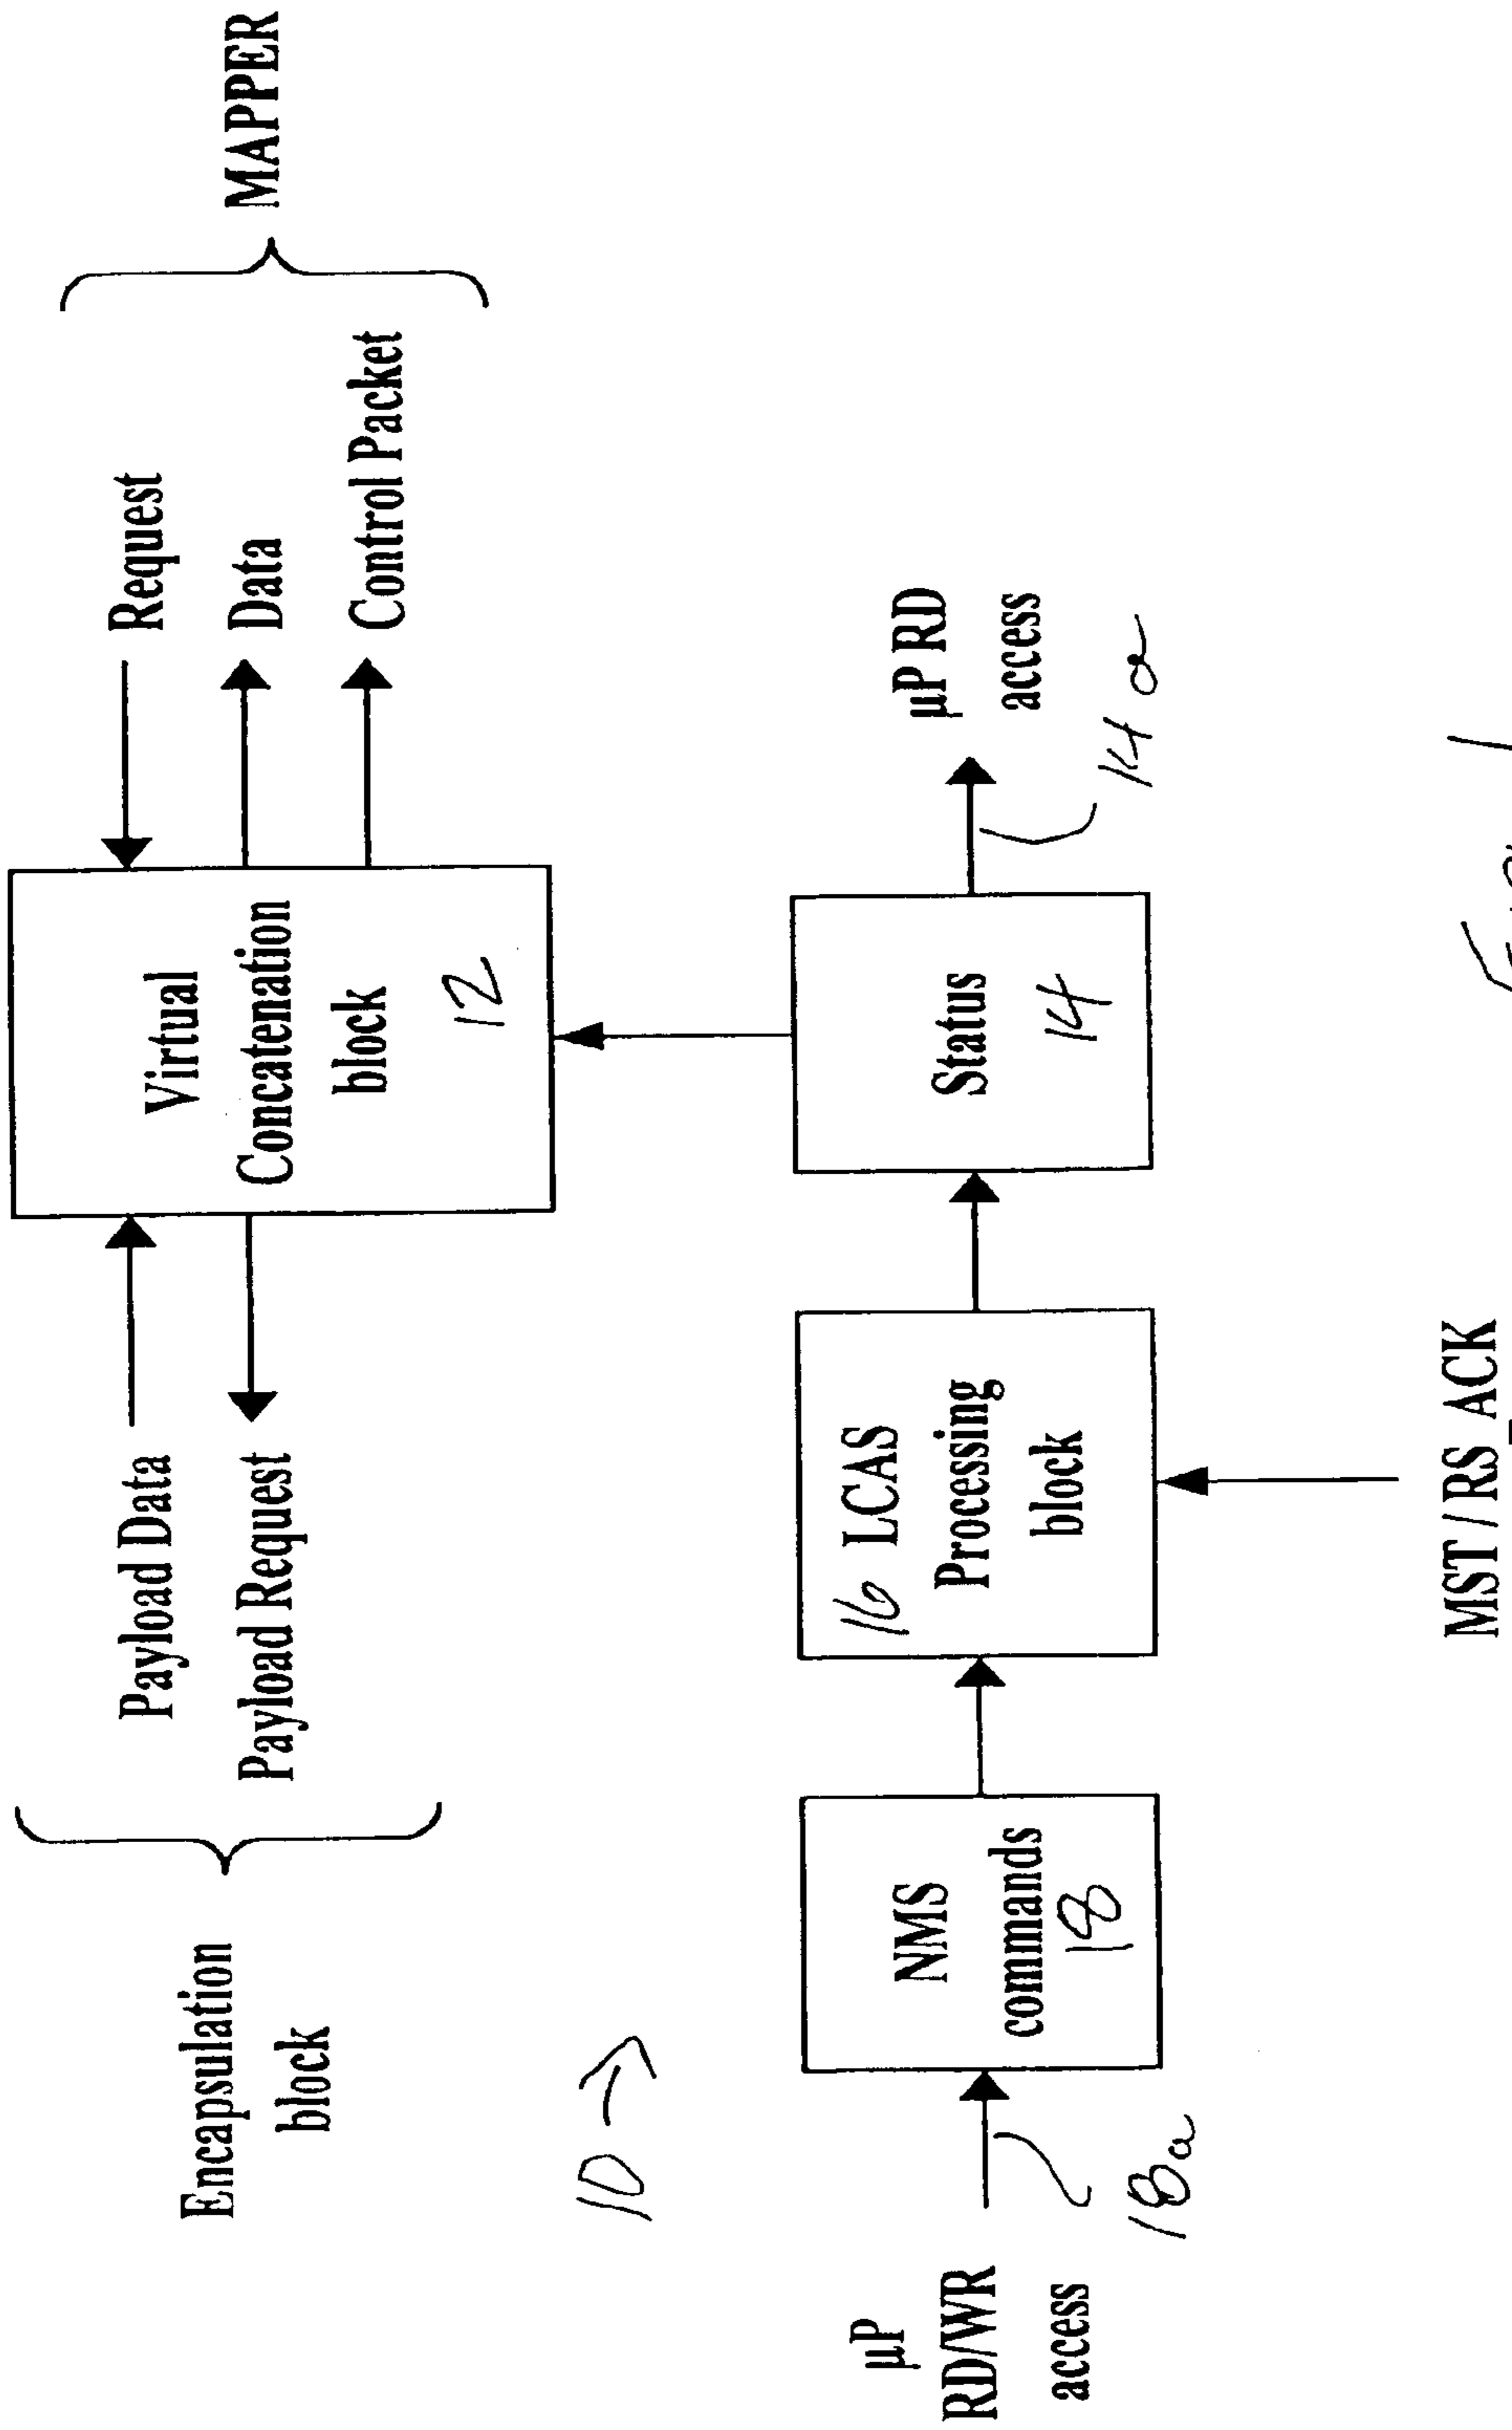 Encapsulation
block
Payload Data
Payload Request
Virtual
Concatenation
block
12
Request
Data
Control Packet
MAPPER
10
µP
RD/WR
access
18a
NMS
commands
18
16 LCAS
Processing
block
Status
14
µP RD
access
14a
MST / RS_ACK